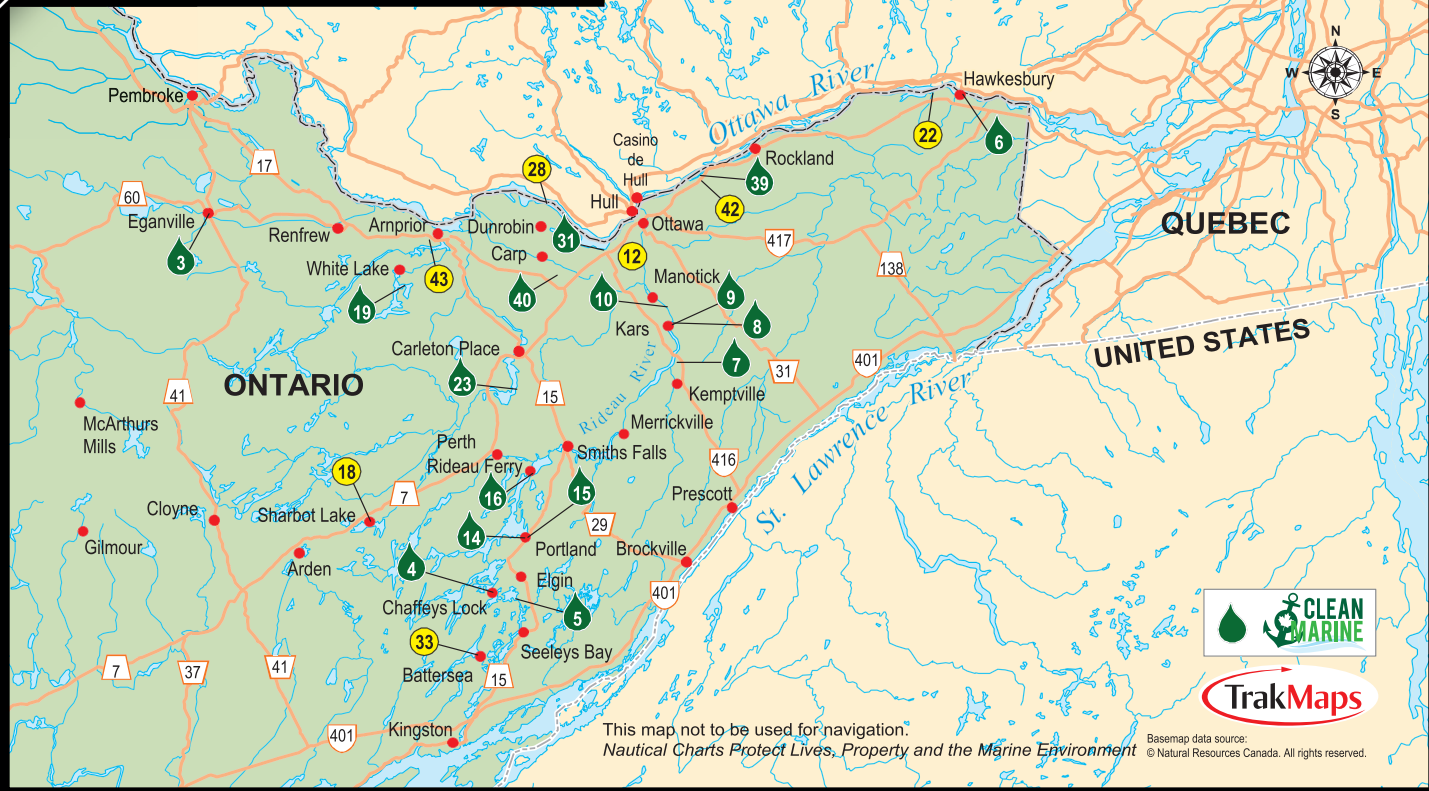 N
W E
S
Hawkesbury
Pembroke
Ottawa River
22
6
Casino
de
Hull
17
Rockland
28
39
60
Hull
42
Eganville
Arnprior
Dunrobin
Ottawa
QUEBEC
Renfrew
31
417
3
Carp
12
White Lake
138
43
Manotick
19
40
10
9
Kars
8
UNITED STATES
Carleton Place
7
401
23
31
ONTARIO
41
15
Kemptville
Rideau River
McArthurs
Mills
Merrickville
Perth
Smiths Falls
St. Lawrence River
Rideau Ferry
416
18
16
15
7
Prescott
Cloyne
Sharbot Lake
14
29
Gilmour
Portland
Brockville
Arden
4
Elgin
401
Chaffeys Lock
5
CLEAN
MARINE
33
Seeleys Bay
7
37
41
Battersea
15
TrakMaps
Kingston
401
This map not to be used for navigation.
Nautical Charts Protect Lives, Property and the Marine Environment
Basemap data source:
© Natural Resources Canada. All rights reserved.